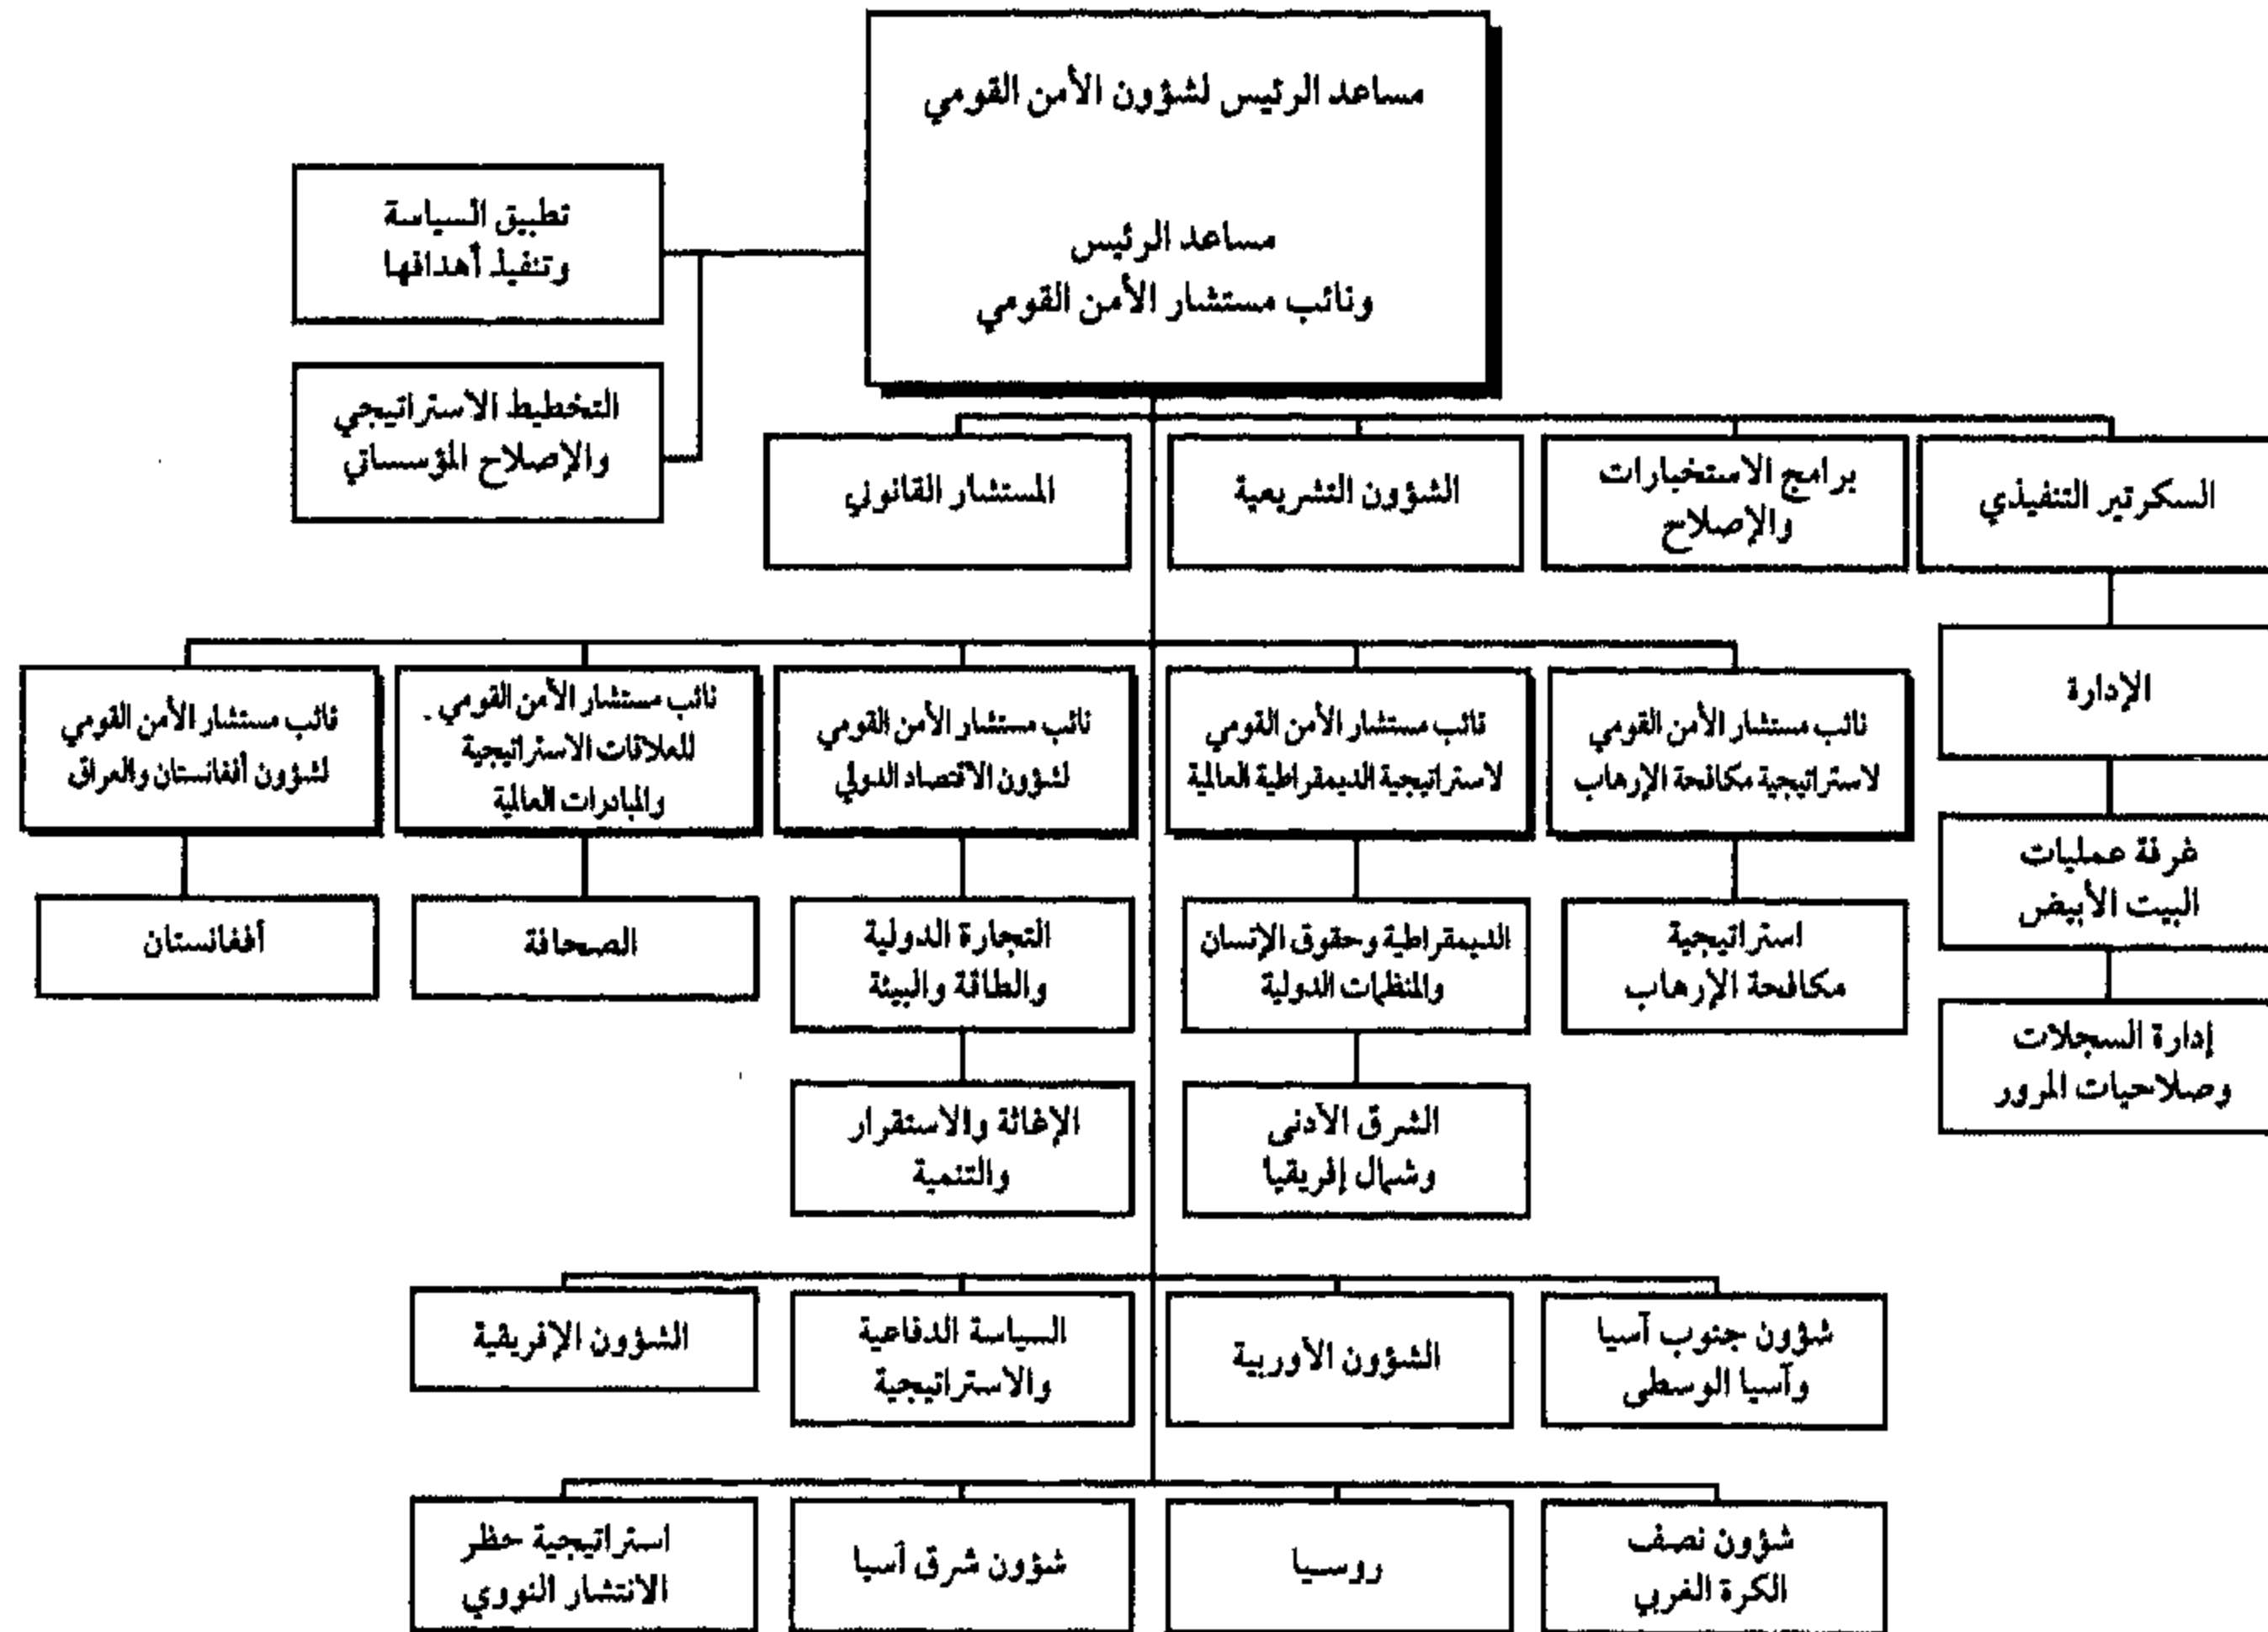 مساعد الرئيس لشؤون الأمن القومي
مساعد الرئيس
ونائب مستشار الأمن القومي
تطبيق السياسة
وتنفيذ أهدافها
التخطيط الاستراتيجي
والإصلاح المؤسساتي
السكرتير التنفيذي
برامج الاستخبارات
والإصلاح
الشؤون التشريعية
المستشار القانوني
الإدارة
غرفة عمليات
البيت الأبيض
إدارة السجلات
وصلاحيات المرور
نائب مستشار الأمن القومي
لاستراتيجية مكافحة الإرهاب
نائب مستشار الأمن القومي
لاستراتيجية الديمقراطية العالمية
نائب مستشار الأمن القومي
لشؤون الاقتصاد الدولي
نائب مستشار الأمن القومي
للعلاقات الاستراتيجية
والمبادرات العالمية
نائب مستشار الأمن القومي
لشؤون أفغانستان والعراق
استراتيجية
مكافحة الإرهاب
الديمقراطية وحقوق الإنسان
والمنظمات الدولية
التجارة الدولية
والطاقة والبيئة
الصحافة
أفغانستان
الشرق الأدنى
وشمال إفريقيا
الإغاثة والاستقرار
والتنمية
شؤون جنوب آسيا
وآسيا الوسطى
الشؤون الأوربية
السياسة الدفاعية
والاستراتيجية
الشؤون الإفريقية
شؤون نصف
الكرة الغربي
روسيا
شؤون شرق آسيا
استراتيجية حظر
الانتشار النووي